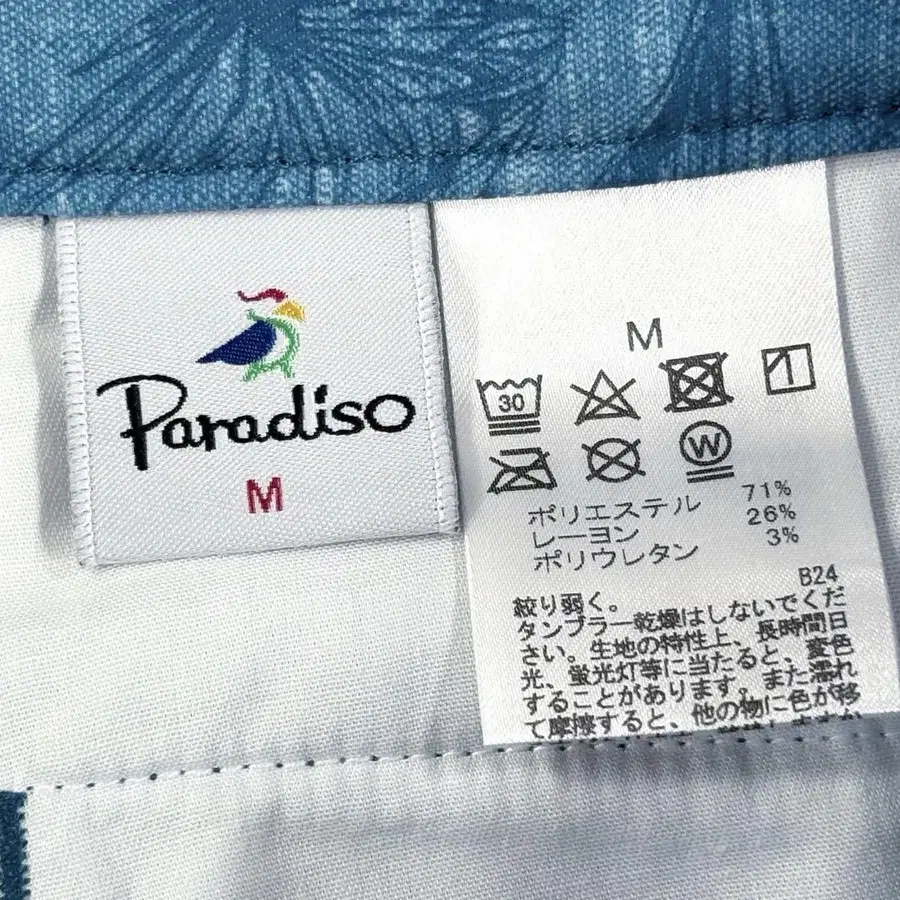 Paradiso
M
M
30
W
ポリエステル 71%
レーヨン 26%
ポリウレタン 3%
B24
絞り弱く。
タンブラー乾燥はしないでくだ
さい。生地の特性上、長時間日
光、蛍光灯等に当たると、変色
することがあります。また濡れ
て摩擦すると、他の物に色が移